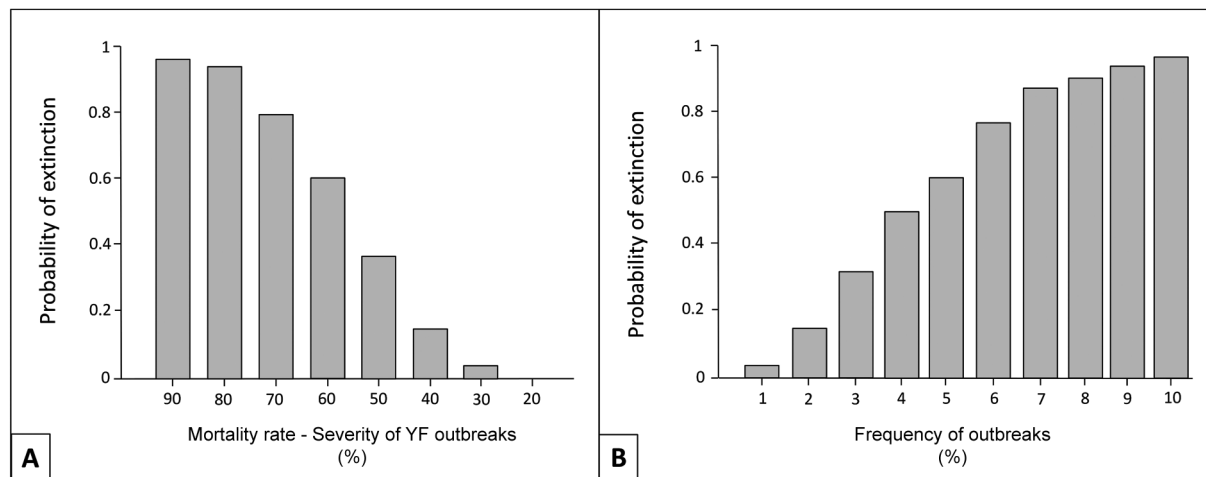 Probability of extinction
1
0.8
0.6
0.4
0.2
0
90 80 70 60 50 40 30 20
Mortality rate - Severity of YF outbreaks
(%)
A
Probability of extinction
1
0.8
0.6
0.4
0.2
0
1 2 3 4 5 6 7 8 9 10
Frequency of outbreaks
(%)
B